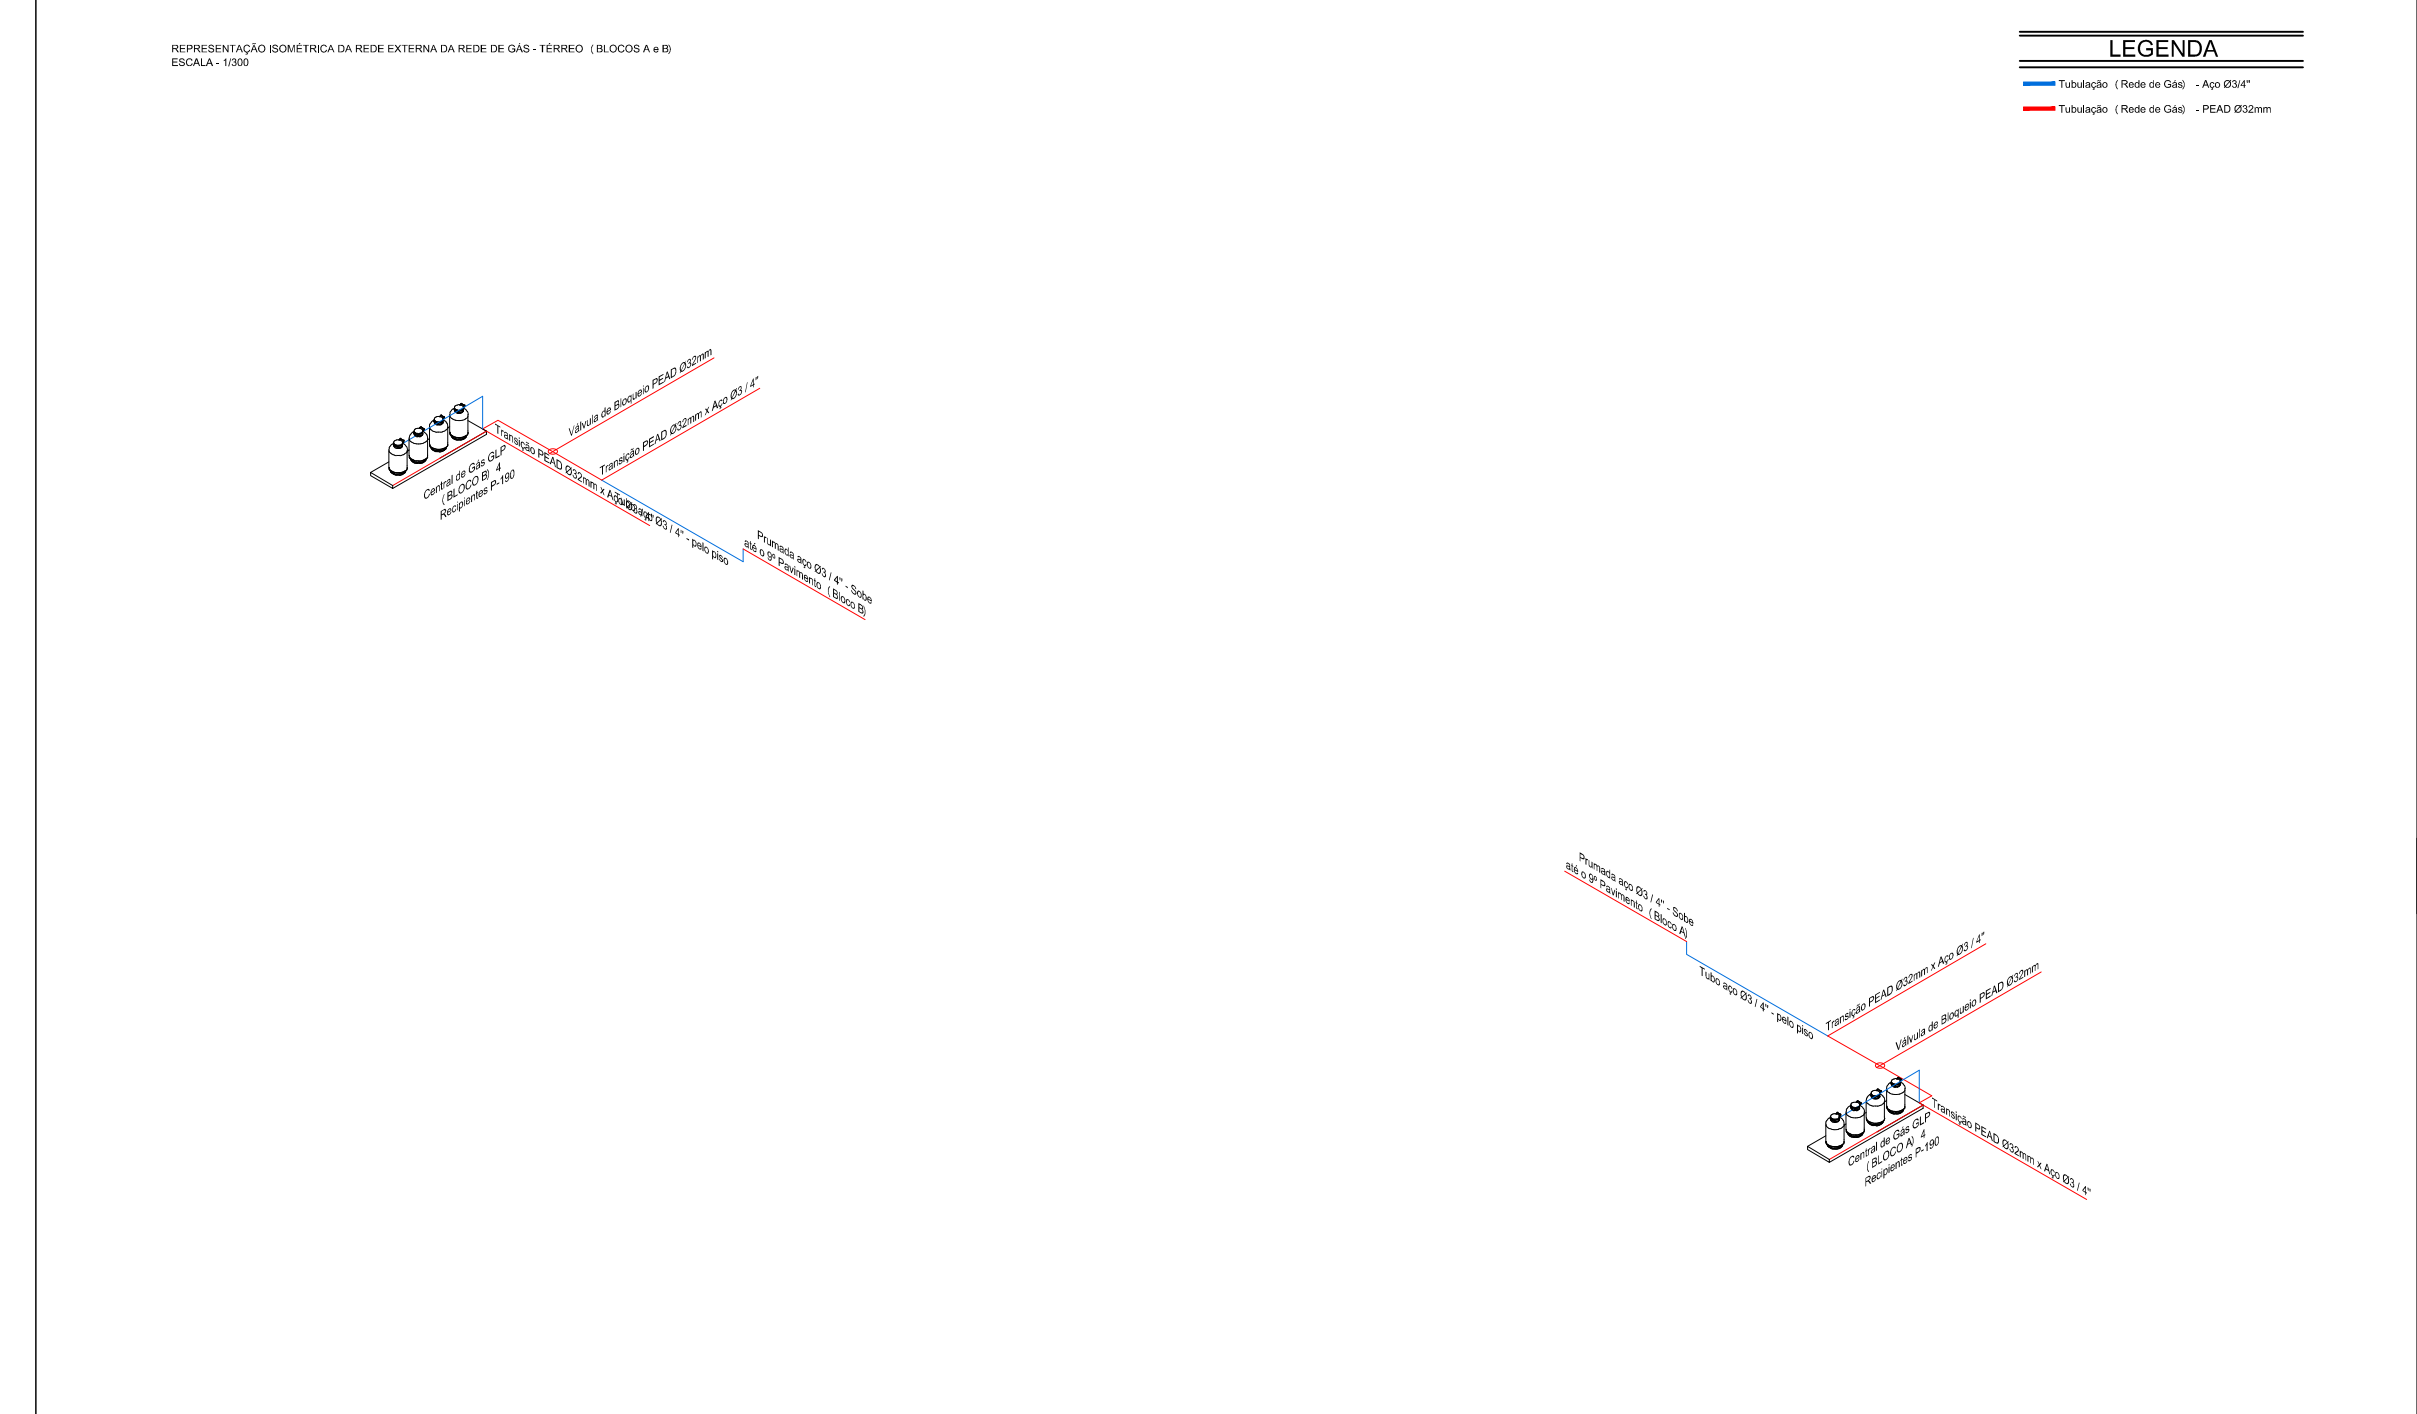 REPRESENTAÇÃO ISOMÉTRICA DA REDE EXTERNA DA REDE DE GÁS - TÉRREO ( BLOCOS A e B)
ESCALA - 1/300
LEGENDA
Tubulação ( Rede de Gás) - Aço Ø3/4"
Tubulação ( Rede de Gás) - PEAD Ø32mm
Válvula de Bloqueio PEAD Ø32mm
Transição PEAD Ø32mm x Aço Ø3 / 4"
Transição PEAD Ø32mm x Aço Ø3 / 4"
Central de Gás GLP
( BLOCO B) 4
Recipientes P-190
Tubo aço Ø3 / 4" - pelo piso
Prumada aço Ø3 / 4" - Sobe
até o 9º Pavimento ( Bloco B)
Prumada aço Ø3 / 4" - Sobe
até o 9º Pavimento ( Bloco A)
Tubo aço Ø3 / 4" - pelo piso
Transição PEAD Ø32mm x Aço Ø3 / 4"
Válvula de Bloqueio PEAD Ø32mm
Transição PEAD Ø32mm x Aço Ø3 / 4"
Central de Gás GLP
( BLOCO A) 4
Recipientes P-190